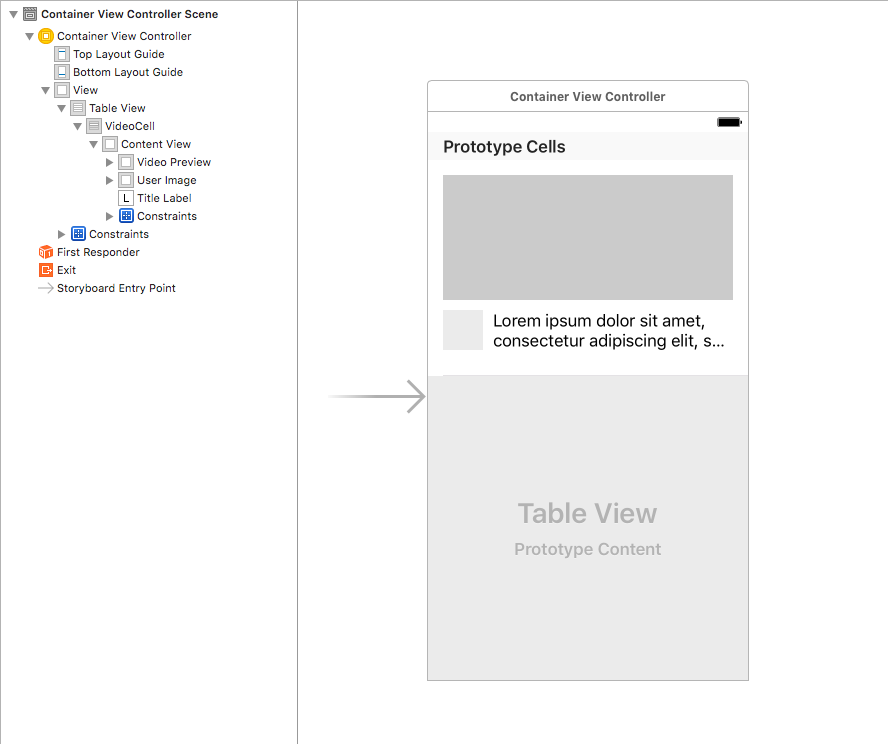 Container View Controller Scene
Container View Controller
Top Layout Guide
Bottom Layout Guide
View
Table View
VideoCell
Content View
Video Preview
User Image
L Title Label
Constraints
Constraints
First Responder
Exit
Storyboard Entry Point
Container View Controller
Prototype Cells
Lorem ipsum dolor sit amet,
consectetur adipiscing elit, s...
Table View
Prototype Content